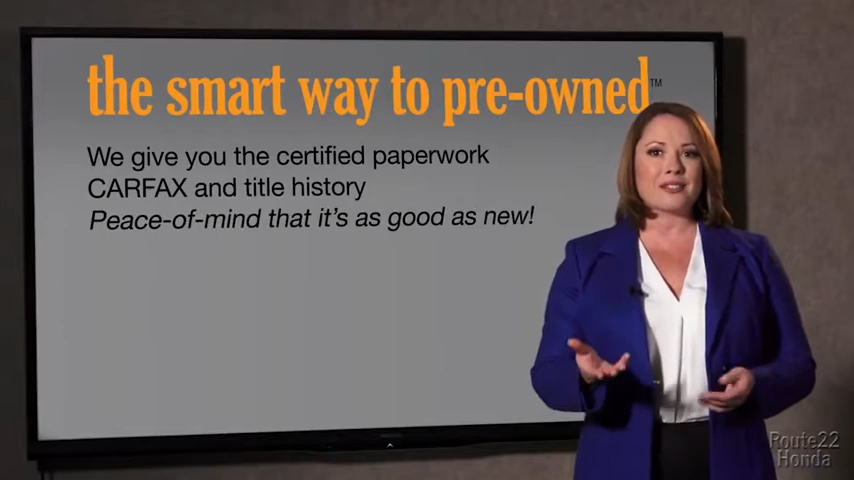 the smart way to pre-owned™
We give you the certified paperwork
CARFAX and title history
Peace-of-mind that it's as good as new!
Route22
Honda